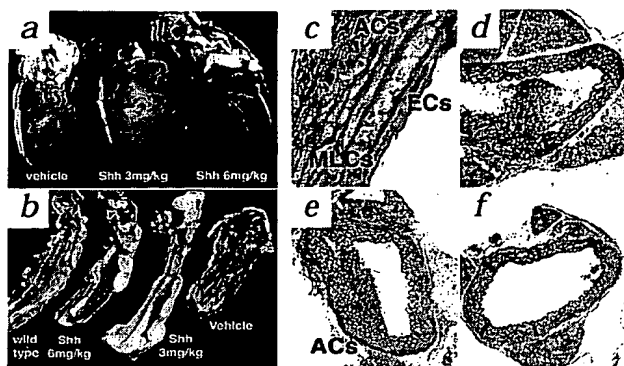 a
vehicle Shh 3mg/kg Shh 6mg/kg
b
wild type
Shh 6mg/kg
Shh 3mg/kg
Vehicle
c
ACs
ECs
MLCs
d
e
ACs
f